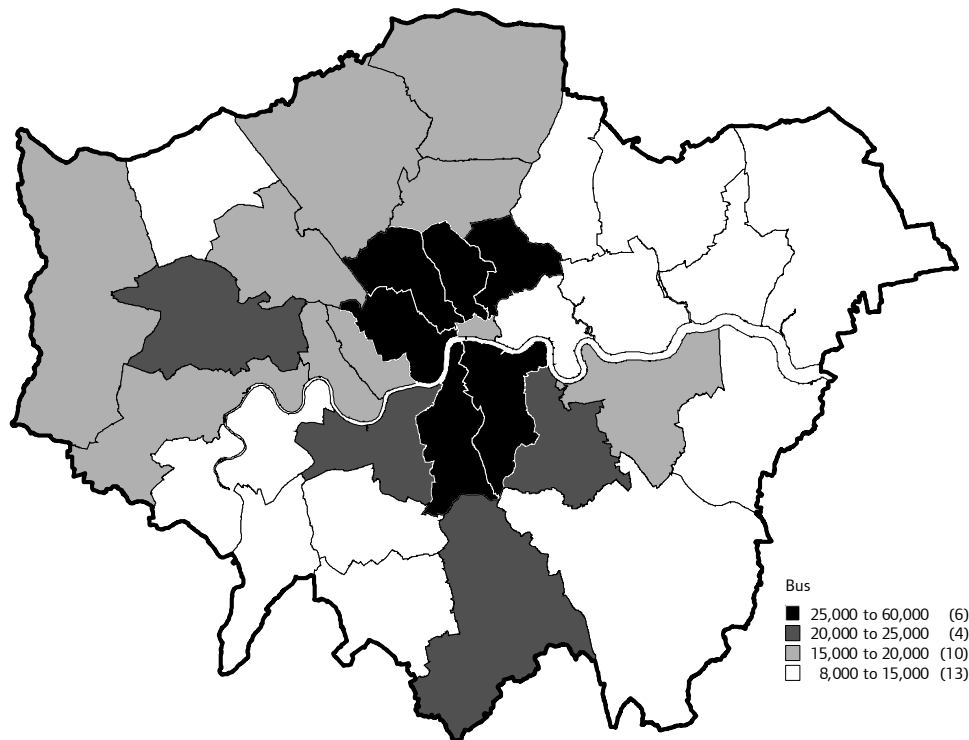 Bus
25,000 to 60,000 (6)
20,000 to 25,000 (4)
15,000 to 20,000 (10)
8,000 to 15,000 (13)